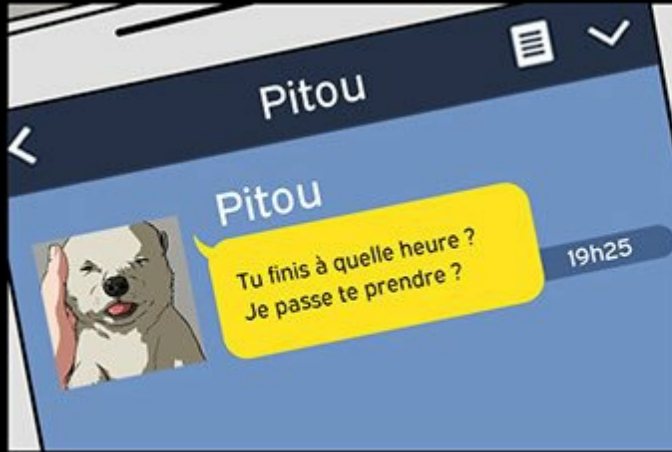 Pitou
Pitou
Tu finis à quelle heure ?
Je passe te prendre ?
19h25